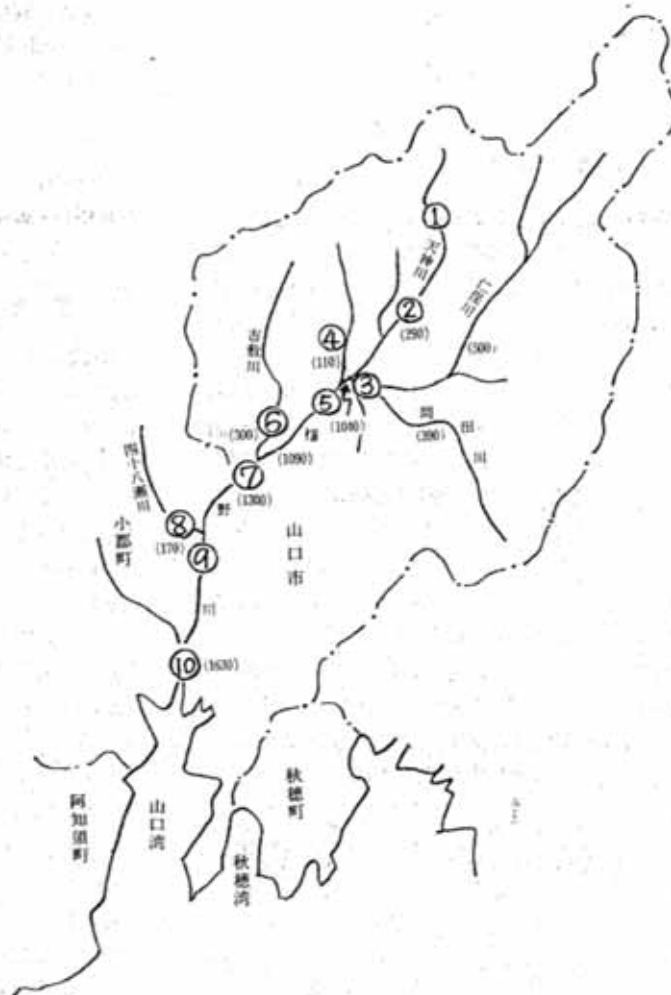 ①
天神川
②
(290)
仁保川
(500)
④
(110)
吉敷川
③
⑤
(1040)
問田川
(390)
⑥
(300)
椹野川
(1090)
⑦
(1300)
四十八瀬川
⑧
(170)
小郡町
⑨
山口市
⑩
(1630)
阿知須町
山口湾
秋穂町
秋穂湾